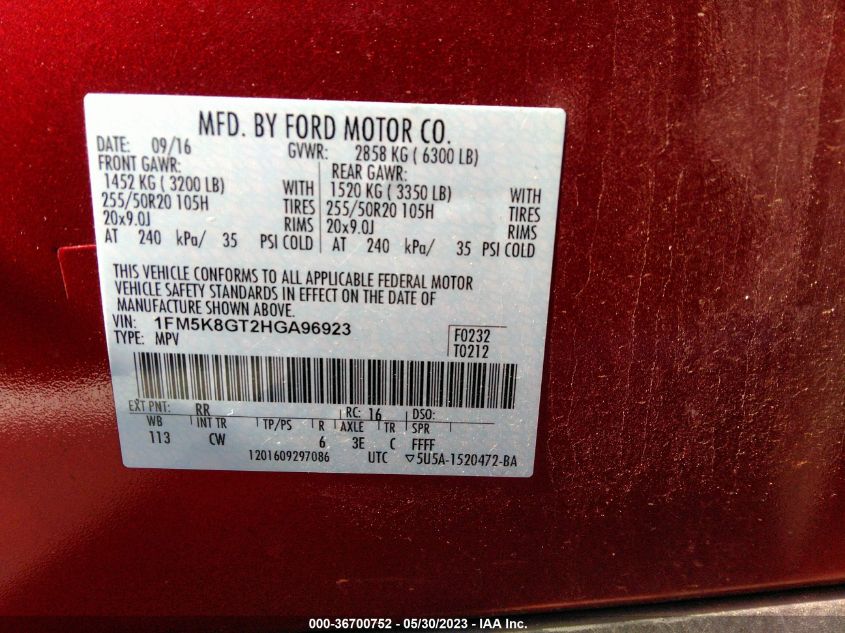 MFD. BY FORD MOTOR CO.
DATE: 09/16 GVWR: 2858 KG ( 6300 LB)
FRONT GAWR: REAR GAWR:
1452 KG ( 3200 LB) WITH 1520 KG ( 3350 LB) WITH
255/50R20 105H TIRES 255/50R20 105H TIRES
20x9.0J RIMS 20x9.0J RIMS
AT 240 kPa/ 35 PSI COLD AT 240 kPa/ 35 PSI COLD
THIS VEHICLE CONFORMS TO ALL APPLICABLE FEDERAL MOTOR
VEHICLE SAFETY STANDARDS IN EFFECT ON THE DATE OF
MANUFACTURE SHOWN ABOVE.
VIN: 1FM5K8GT2HGA96923 F0232
TYPE: MPV T0212
EXT PNT: RR RC: 16 DSO:
WB INT TR TP/PS R AXLE TR SPR
113 CW 6 3E C FFFF
1201609297086 UTC ▽5U5A-1520472-BA
000-36700752 - 05/30/2023 - IAA Inc.